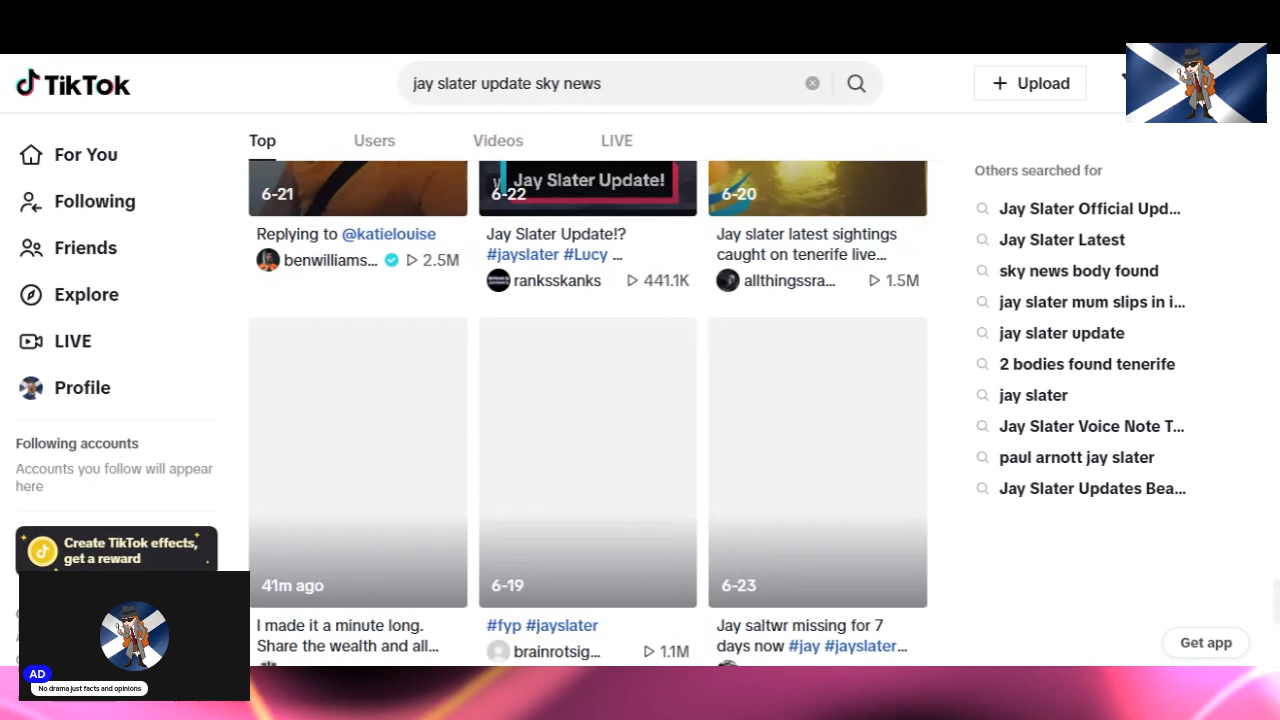 TikTok
jay slater update sky news
Upload
Top
Users
Videos
LIVE
For You
Following
Friends
Explore
LIVE
Profile
Following accounts
Accounts you follow will appear
here
Create TikTok effects,
get a reward
AD
No drama just facts and opinions
6-21
Replying to @katielouise
benwilliams... 2.5M
Jay Slater Update!
6-22
Jay Slater Update!?
#jayslater #Lucy ...
ranksskanks 441.1K
6-20
Jay slater latest sightings
caught on tenerife live...
allthingssra... 1.5M
41m ago
I made it a minute long.
Share the wealth and all...
6-19
#fyp #jayslater
brainrotsig... 1.1M
6-23
Jay saltwr missing for 7
days now #jay #jayslater...
Others searched for
Jay Slater Official Upd...
Jay Slater Latest
sky news body found
jay slater mum slips in i...
jay slater update
2 bodies found tenerife
jay slater
Jay Slater Voice Note T...
paul arnott jay slater
Jay Slater Updates Bea...
Get app